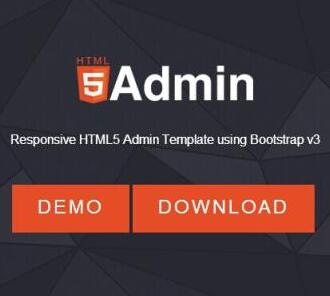 HTML
5 Admin
Responsive HTML5 Admin Template using Bootstrap v3
DEMO
DOWNLOAD